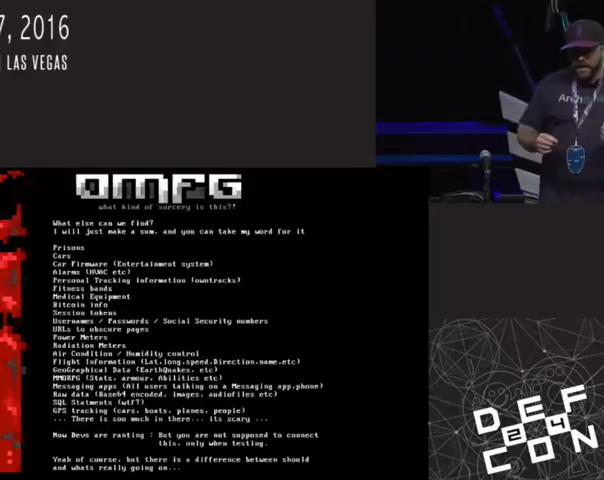 7, 2016
LAS VEGAS
Arch
OMFG
what kind of sorcery is this?!
What else can we find?
I will just make a sum, and you can take my word for it
Prisons
Cars
Car Firmware (Entertainment system)
Alarms (HVAC etc)
Personal Tracking information (owntracks)
Fitness bands
Medical Equipment
Bitcoin info
Session tokens
Usernames / Passwords / Social Security numbers
URLs to obscure pages
Power Meters
Radiation Meters
Air Condition / Humidity control
Flight Information (Lat,long,speed,Direction,name,etc)
GeoGraphical Data (EarthQuakes, etc)
MMORPG (Stats, armour, Abilities etc)
Messaging apps (All users talking on a Messaging app,phone)
Raw data (Base64 encoded, images, audiofiles etc)
SQL Statments (wtf?)
GPS tracking (cars, boats, planes, people)
... There is soo much in there... its scary ...
Now Devs are ranting : But you are not supposed to connect
this, only when testing.
Yeah of course, but there is a difference between should
and whats really going on...
DEF
24
CON